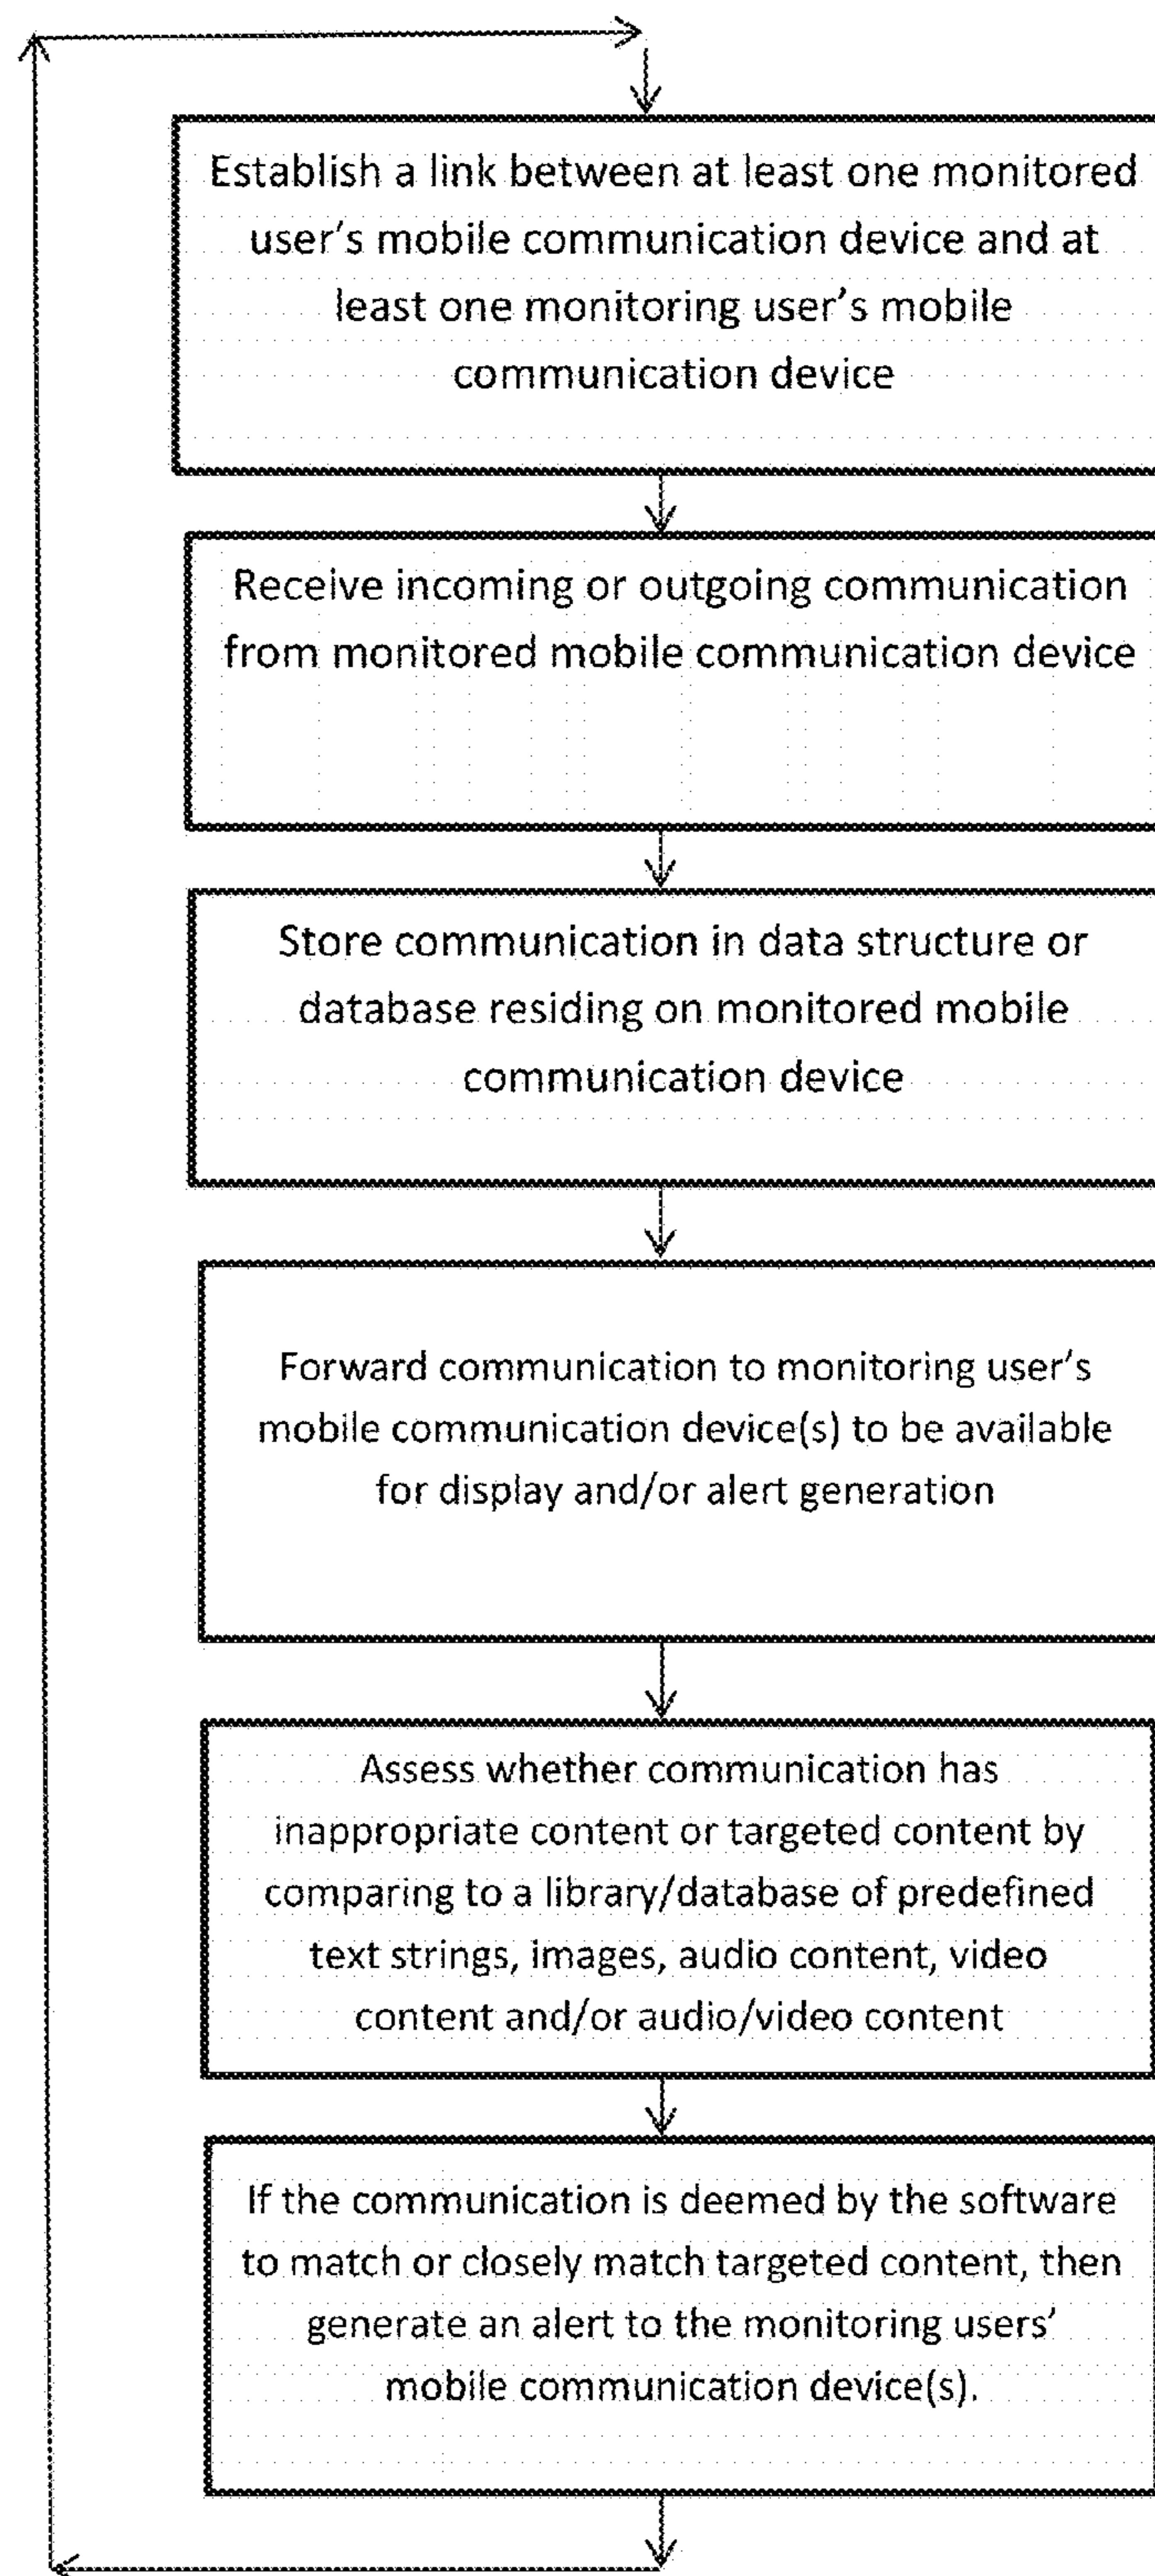 Establish a link between at least one monitored
user's mobile communication device and at
least one monitoring user's mobile
communication device
Receive incoming or outgoing communication
from monitored mobile communication device
Store communication in data structure or
database residing on monitored mobile
communication device
Forward communication to monitoring user's
mobile communication device(s) to be available
for display and/or alert generation
Assess whether communication has
inappropriate content or targeted content by
comparing to a library/database of predefined
text strings, images, audio content, video
content and/or audio/video content
If the communication is deemed by the software
to match or closely match targeted content, then
generate an alert to the monitoring users'
mobile communication device(s).